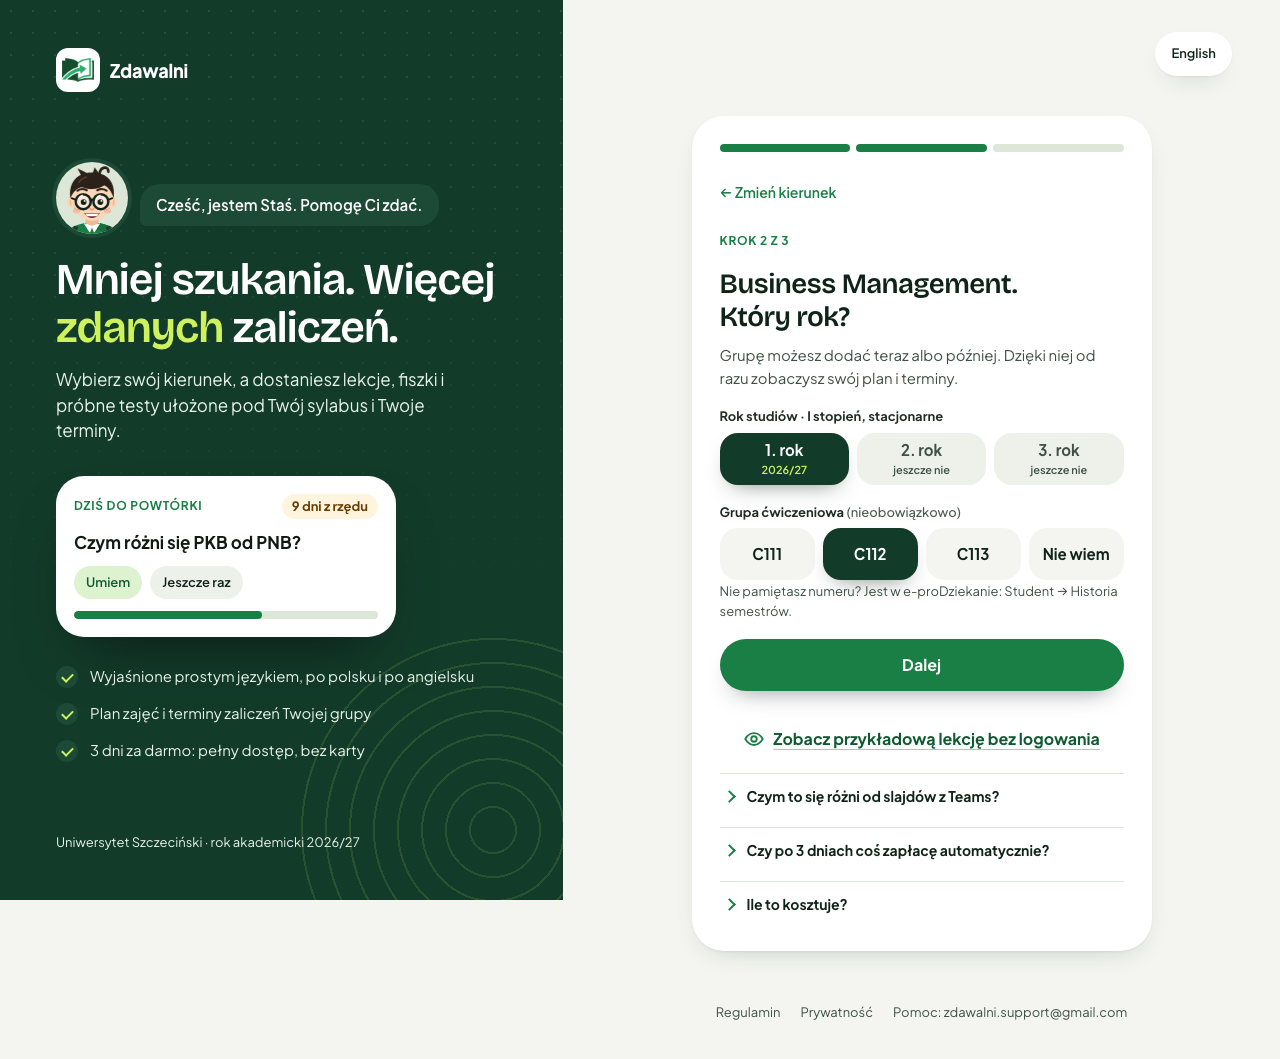 Zdawalni
Cześć, jestem Staś. Pomogę Ci zdać.
Mniej szukania. Więcej
zdanych zaliczeń.
Wybierz swój kierunek, a dostaniesz lekcje, fiszki i
próbne testy ułożone pod Twój sylabus i Twoje
terminy.
DZIŚ DO POWTÓRKI
9 dni z rzędu
Czym różni się PKB od PNB?
Umiem
Jeszcze raz
Wyjaśnione prostym językiem, po polsku i po angielsku
Plan zajęć i terminy zaliczeń Twojej grupy
3 dni za darmo: pełny dostęp, bez karty
Uniwersytet Szczeciński · rok akademicki 2026/27
English
← Zmień kierunek
KROK 2 Z 3
Business Management.
Który rok?
Grupę możesz dodać teraz albo później. Dzięki niej od
razu zobaczysz swój plan i terminy.
Rok studiów · I stopień, stacjonarne
1. rok
2026/27
2. rok
jeszcze nie
3. rok
jeszcze nie
Grupa ćwiczeniowa (nieobowiązkowo)
C111
C112
C113
Nie wiem
Nie pamiętasz numeru? Jest w e-proDziekanie: Student → Historia
semestrów.
Dalej
Zobacz przykładową lekcję bez logowania
Czym to się różni od slajdów z Teams?
Czy po 3 dniach coś zapłacę automatycznie?
Ile to kosztuje?
Regulamin
Prywatność
Pomoc: zdawalni.support@gmail.com